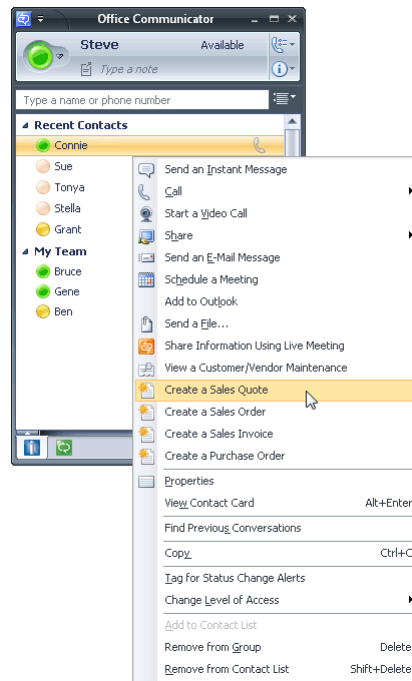 Office Communicator
Steve Available
Type a note
Type a name or phone number
Recent Contacts
Connie
Sue
Tonya
Stella
Grant
My Team
Bruce
Gene
Ben
Send an Instant Message
Call
Start a Video Call
Share
Send an E-Mail Message
Schedule a Meeting
Add to Outlook
Send a File...
Share Information Using Live Meeting
View a Customer/Vendor Maintenance
Create a Sales Quote
Create a Sales Order
Create a Sales Invoice
Create a Purchase Order
Properties
View Contact Card Alt+Enter
Find Previous Conversations
Copy Ctrl+C
Tag for Status Change Alerts
Change Level of Access
Add to Contact List
Remove from Group Delete
Remove from Contact List Shift+Delete